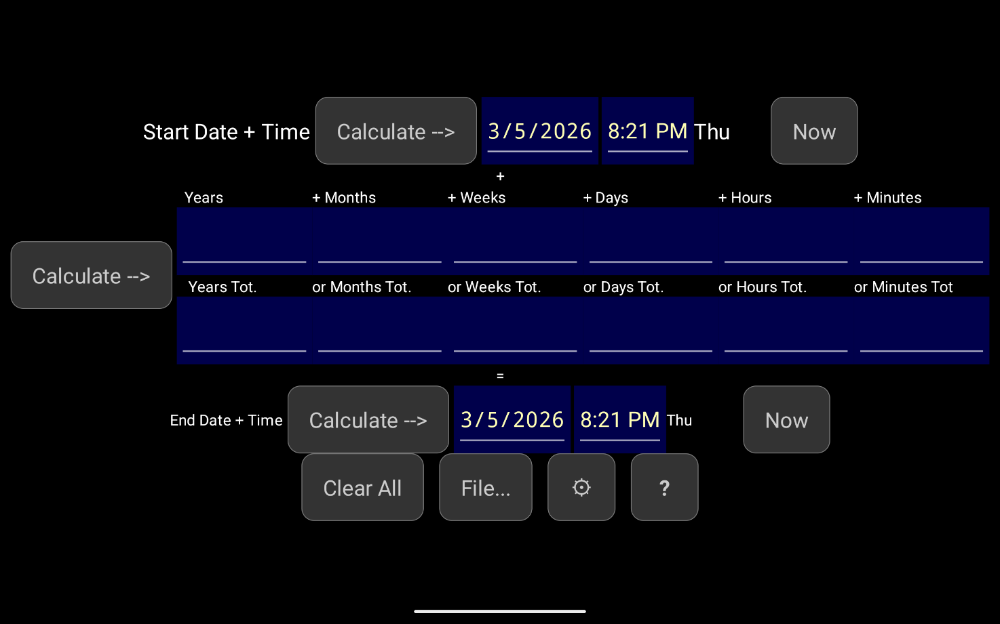 Start Date + Time Calculate --> 3/5/2026 8:21 PM Thu Now
+
Years + Months + Weeks + Days + Hours + Minutes
Calculate -->
Years Tot. or Months Tot. or Weeks Tot. or Days Tot. or Hours Tot. or Minutes Tot
=
End Date + Time Calculate --> 3/5/2026 8:21 PM Thu Now
Clear All File... ?